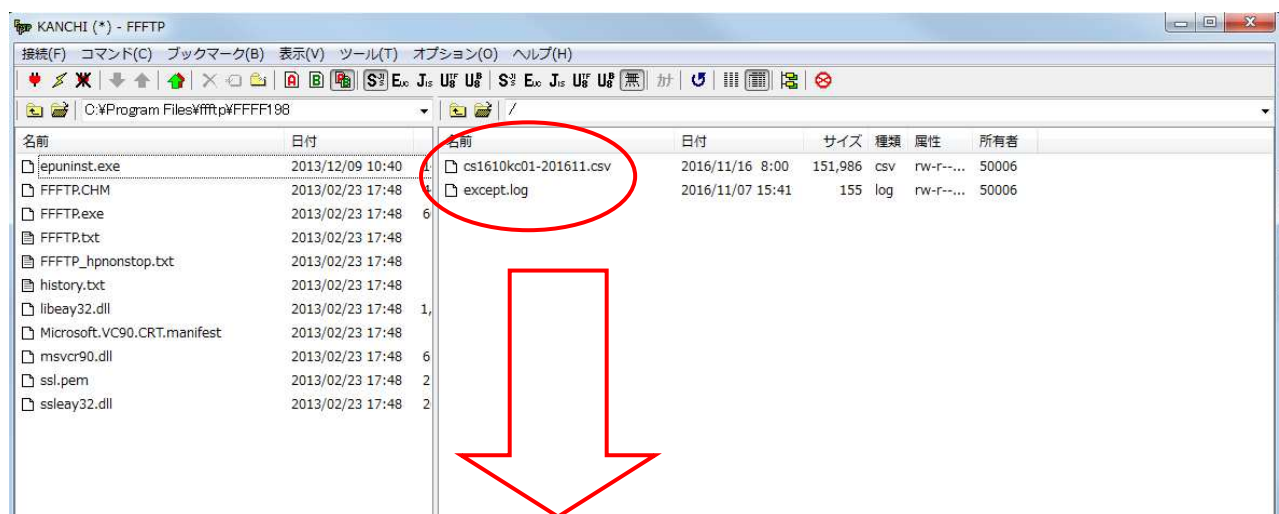 KANCHI (*) - FFFTP
接続(F) コマンド(C) ブックマーク(B) 表示(V) ツール(T) オプション(O) ヘルプ(H)
A B S E J U U S E J U U 無 カナ
C:¥Program Files¥ffftp¥FFFF198 /
名前 日付 名前 日付 サイズ 種類 属性 所有者
epuninst.exe 2013/12/09 10:40 cs1610kc01-201611.csv 2016/11/16 8:00 151,986 csv rw-r--... 50006
FFFTP.CHM 2013/02/23 17:48 except.log 2016/11/07 15:41 155 log rw-r--... 50006
FFFTP.exe 2013/02/23 17:48 6
FFFTP.txt 2013/02/23 17:48
FFFTP_hpnonstop.txt 2013/02/23 17:48
history.txt 2013/02/23 17:48
libeay32.dll 2013/02/23 17:48 1,
Microsoft.VC90.CRT.manifest 2013/02/23 17:48
msvcr90.dll 2013/02/23 17:48 6
ssl.pem 2013/02/23 17:48 2
ssleay32.dll 2013/02/23 17:48 2